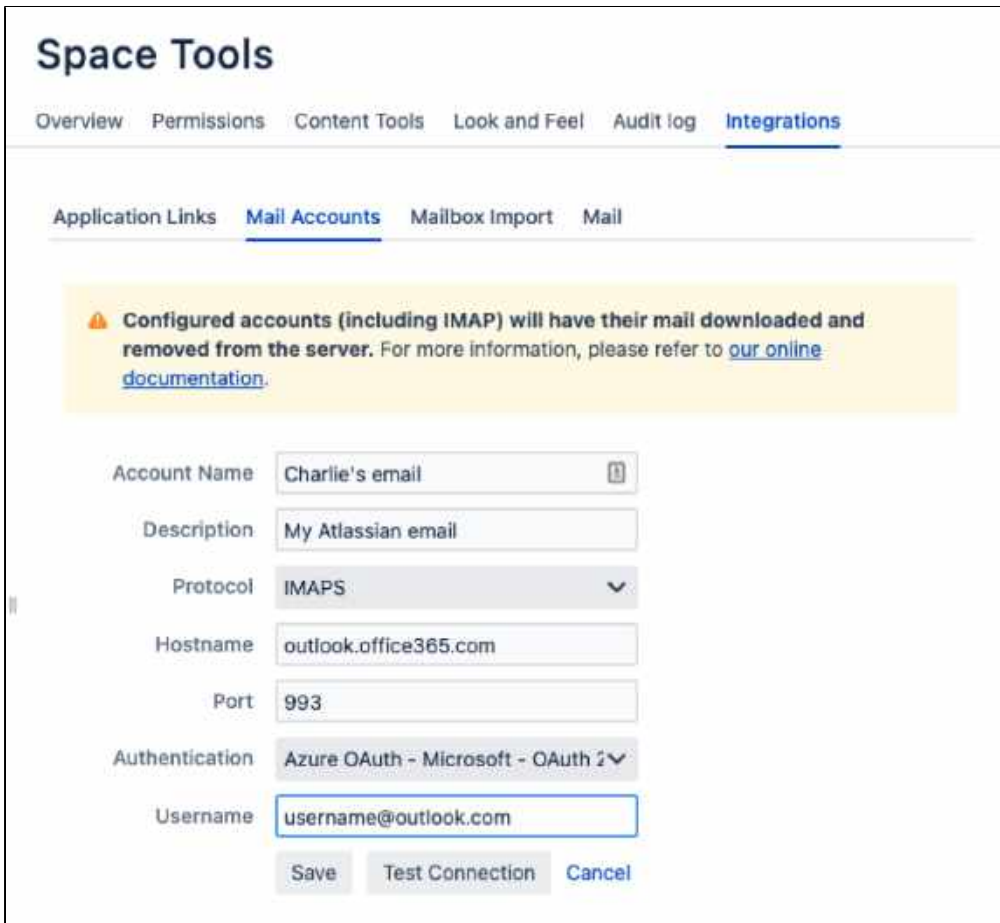 Space Tools
Overview Permissions Content Tools Look and Feel Audit log Integrations
Application Links Mail Accounts Mailbox Import Mail
Configured accounts (including IMAP) will have their mail downloaded and
removed from the server. For more information, please refer to our online
documentation.
Account Name Charlie's email
Description My Atlassian email
Protocol IMAPS
Hostname outlook.office365.com
Port 993
Authentication Azure OAuth - Microsoft - OAuth 2
Username username@outlook.com
Save Test Connection Cancel